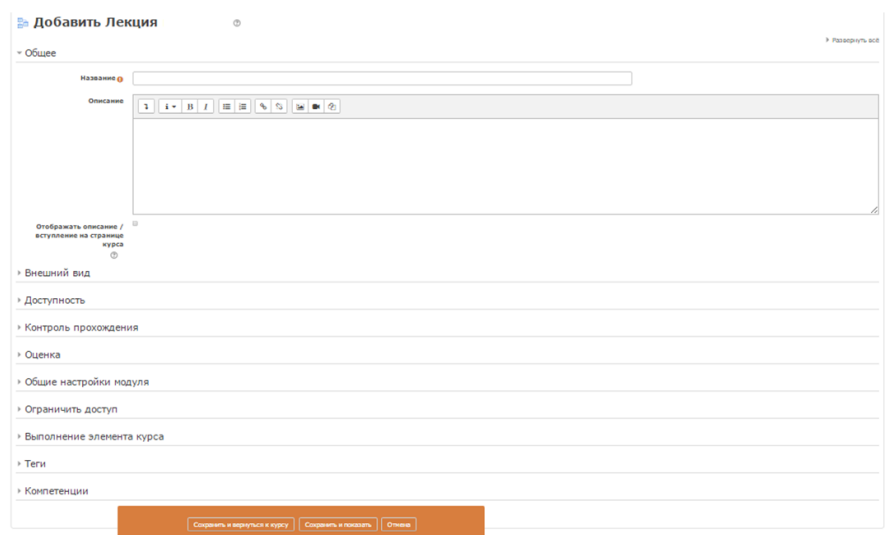 Добавить Лекция
Развернуть всё
Общее
Название
Описание
Отображать описание /
вступление на странице
курса
Внешний вид
Доступность
Контроль прохождения
Оценка
Общие настройки модуля
Ограничить доступ
Выполнение элемента курса
Теги
Компетенции
Сохранить и вернуться к курсу Сохранить и показать Отмена